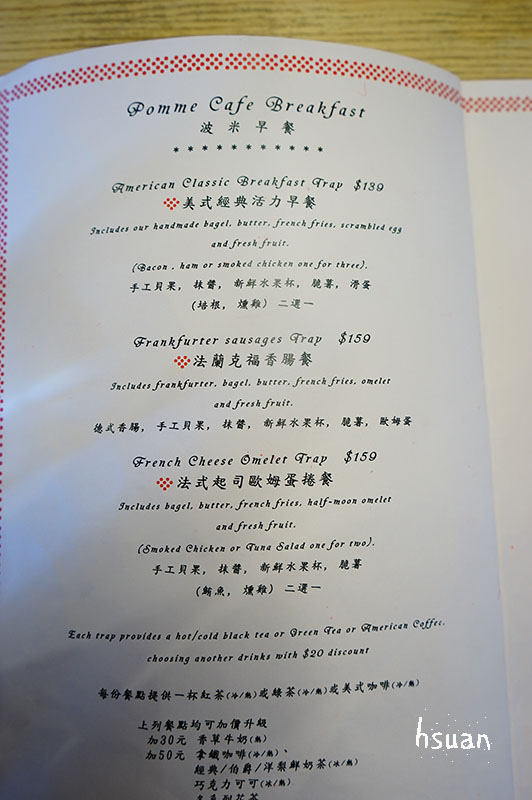 Pomme Cafe Breakfast
波米早餐
* * * * * * * * * * *
American Classic Breakfast Trap $139
美式經典活力早餐
Includes our handmade bagel, butter, french fries, scrambled egg
and fresh fruit.
(Bacon . ham or smoked chicken one for three).
手工貝果, 抹醬, 新鮮水果杯, 脆薯, 滑蛋
(培根, 燻雞) 二選一
Frankfurter sausages Trap $159
法蘭克福香腸餐
Includes frankfurter, bagel, butter, french fries, omelet
and fresh fruit.
德式香腸, 手工貝果, 抹醬, 新鮮水果杯, 脆薯, 歐姆蛋
French Cheese Omelet Trap $159
法式起司歐姆蛋捲餐
Includes bagel, butter, french fries, half-moon omelet
and fresh fruit.
(Smoked Chicken or Tuna Salad one for two).
手工貝果, 抹醬, 新鮮水果杯, 脆薯
(鮪魚, 燻雞) 二選一
Each trap provides a hot/cold black tea or Green Tea or American Coffee.
choosing another drinks with $20 discount
每份餐點提供一杯紅茶(冷/熱)或綠茶(冷/熱)或美式咖啡(冷/熱)
上列餐點均可加價升級
加30元 香草牛奶(熱)
加50元 拿鐵咖啡(冷/熱)、
經典/伯爵/洋梨鮮奶茶(冷/熱)
巧克力可可(冷/熱)
hsuan